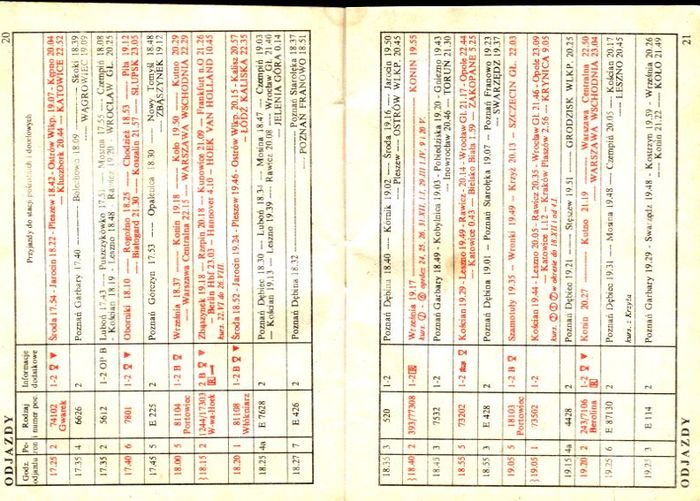 20
ODJAZDY
Godz. odjazdu
Pe- ron
Rodzaj i numer poc.
Informacje dodatkowe
Przyjazdy do stacji pośrednich i docelowych
17.25 2 74102 Gwarek 1-2 Środa 17.54 - Jarocin 18.22 - Pleszew 18.42 - Ostrów Wlkp. 19.07 - Kępno 20.04
— Kluczbork 20.44 — KATOWICE 22.52
17.35 4 6626 2 Poznań Garbary 17.40 — Bolechowo 18.09 — Skoki 18.39
— WĄGROWIEC 19.09
17.35 2 5612 1-2 OP B Luboń 17.43 — Puszczykowo 17.51 — Mosina 17.55 - Czempiń 18.08
- Kościan 18.19 - Leszno 18.48 - Rawicz 19.20 - WROCŁAW GŁ. 20.25
17.40 6 7801 1-2 Oborniki 18.10 — Rogoźno 18.25 — Chodzież 18.53 — Piła 19.12
— Białogard 21.30 — Koszalin 21.57 — SŁUPSK 23.05
17.45 5 E 225 2 Poznań Górczyn 17.53 — Opalenica 18.30 — Nowy Tomyśl 18.48
— ZBĄSZYNEK 19.12
18.00 5 81104 Portowiec 1-2 B Września 18.37 — Konin 19.18 — Koło 19.50 — Kutno 20.29
— Warszawa Centralna 22.15 — WARSZAWA WSCHODNIA 22.29
18.15 2 1244/17303 W-wa-Hoek 2 B R Zbąszynek 19.18 — Rzepin 20.18 — Kunowice 21.09 — Frankfurt n.O 21.26
— Berlin Hbf 23.03 — Hannover 4.10 — HOEK VAN HOLLAND 10.45
kurs. 22.VI do 26.VIII.
18.20 1 81108 Włókniarz 1-2 B Środa 18.52 - Jarocin 19.24 - Pleszew 19.46 - Ostrów Wlkp. 20.15 - Kalisz 20.57
— ŁÓDŹ KALISKA 22.35
18.25 4a E 7628 2 Poznań Dębiec 18.30 — Luboń 18.34 — Mosina 18.47 — Czempiń 19.03
— Kościan 19.13 — Leszno 19.39 — Rawicz 20.08 — Wrocław Gł. 21.40
— JELENIA GÓRA 0.14
18.27 7 E 426 2 Poznań Dębina 18.32 — Poznań Starołęka 18.37
— POZNAŃ FRANOWO 18.51
18.35 3 520 2 Poznań Dębina 18.40 — Kórnik 19.02 — Środa 19.16 — Jarocin 19.50
— Pleszew — OSTRÓW WLKP. 20.45
18.40 2 393/77308 1-2 R Września 19.17 — KONIN 19.55
18.45 3 7532 1-2 Poznań Garbary 18.49 - Kobylnica 19.03 - Pobiedziska 19.20 - Gniezno 19.43
— Inowrocław 20.46 — TORUŃ 21.30
18.55 5 73202 1-2 Kościan 19.29 - Leszno 19.49 - Rawicz - 20.14 - Wrocław Gł. 21.17 - Opole 22.44
— Katowice 0.43 — Bielsko Biała 1.59 — ZAKOPANE 5.25
18.55 3 E 428 2 Poznań Dębina 19.01 — Poznań Starołęka 19.07 — Poznań Franowo 19.23
— SWARZĘDZ 19.37
19.05 5 18103 Portowiec 1-2 B Szamotuły 19.35 — Wronki 19.49 — Krzyż 20.13 — SZCZECIN GŁ. 22.03
19.05 1 73502 1-2 Kościan 19.44 - Leszno 20.05 - Rawicz 20.35 - Wrocław Gł. 21.46 - Opole 23.09
— Katowice 1.12 — Kraków Płaszów 2.56 — KRYNICA 9.05
19.15 4a 4428 2 Poznań Dębiec 19.21 — Stęszew 19.51 — GRODZISK WLKP. 20.25
19.20 2 243/7106 Berolina 1-2 B R Konin 20.27 — Kutno 21.19 — Warszawa Centralna 22.50
— WARSZAWA WSCHODNIA 23.04
19.25 6 E 87130 2 Poznań Dębiec 19.31 — Mosina 19.48 — Czempiń 20.05 — Kościan 20.17
— LESZNO 20.45
kurs.: Krzyża
19.25 3 E 114 2 Poznań Garbary 19.29 - Swarzędz 19.48 - Kostrzyn 19.59 - Września 20.26
— Konin 21.22 — KOŁO 21.49
ODJAZDY
21